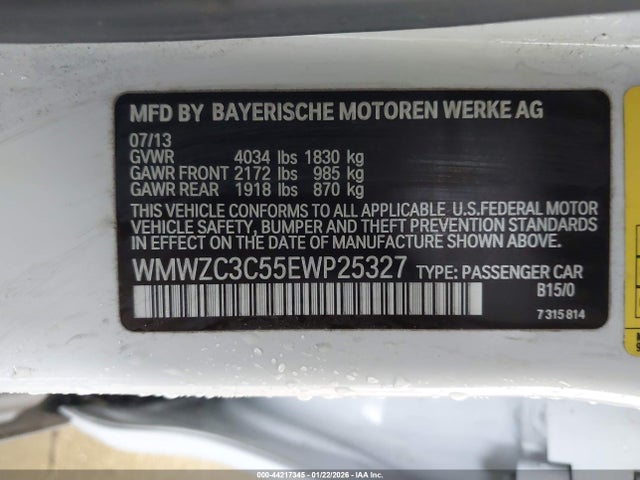 MFD BY BAYERISCHE MOTOREN WERKE AG
07/13
GVWR 4034 lbs 1830 kg
GAWR FRONT 2172 lbs 985 kg
GAWR REAR 1918 lbs 870 kg
THIS VEHICLE CONFORMS TO ALL APPLICABLE U.S.FEDERAL MOTOR
VEHICLE SAFETY, BUMPER AND THEFT PREVENTION STANDARDS
IN EFFECT ON THE DATE OF MANUFACTURE SHOWN ABOVE.
WMWZC3C55EWP25327 TYPE: PASSENGER CAR
B15/0
7 315 814
000-44217345 - 01/22/2026 - IAAI.COM